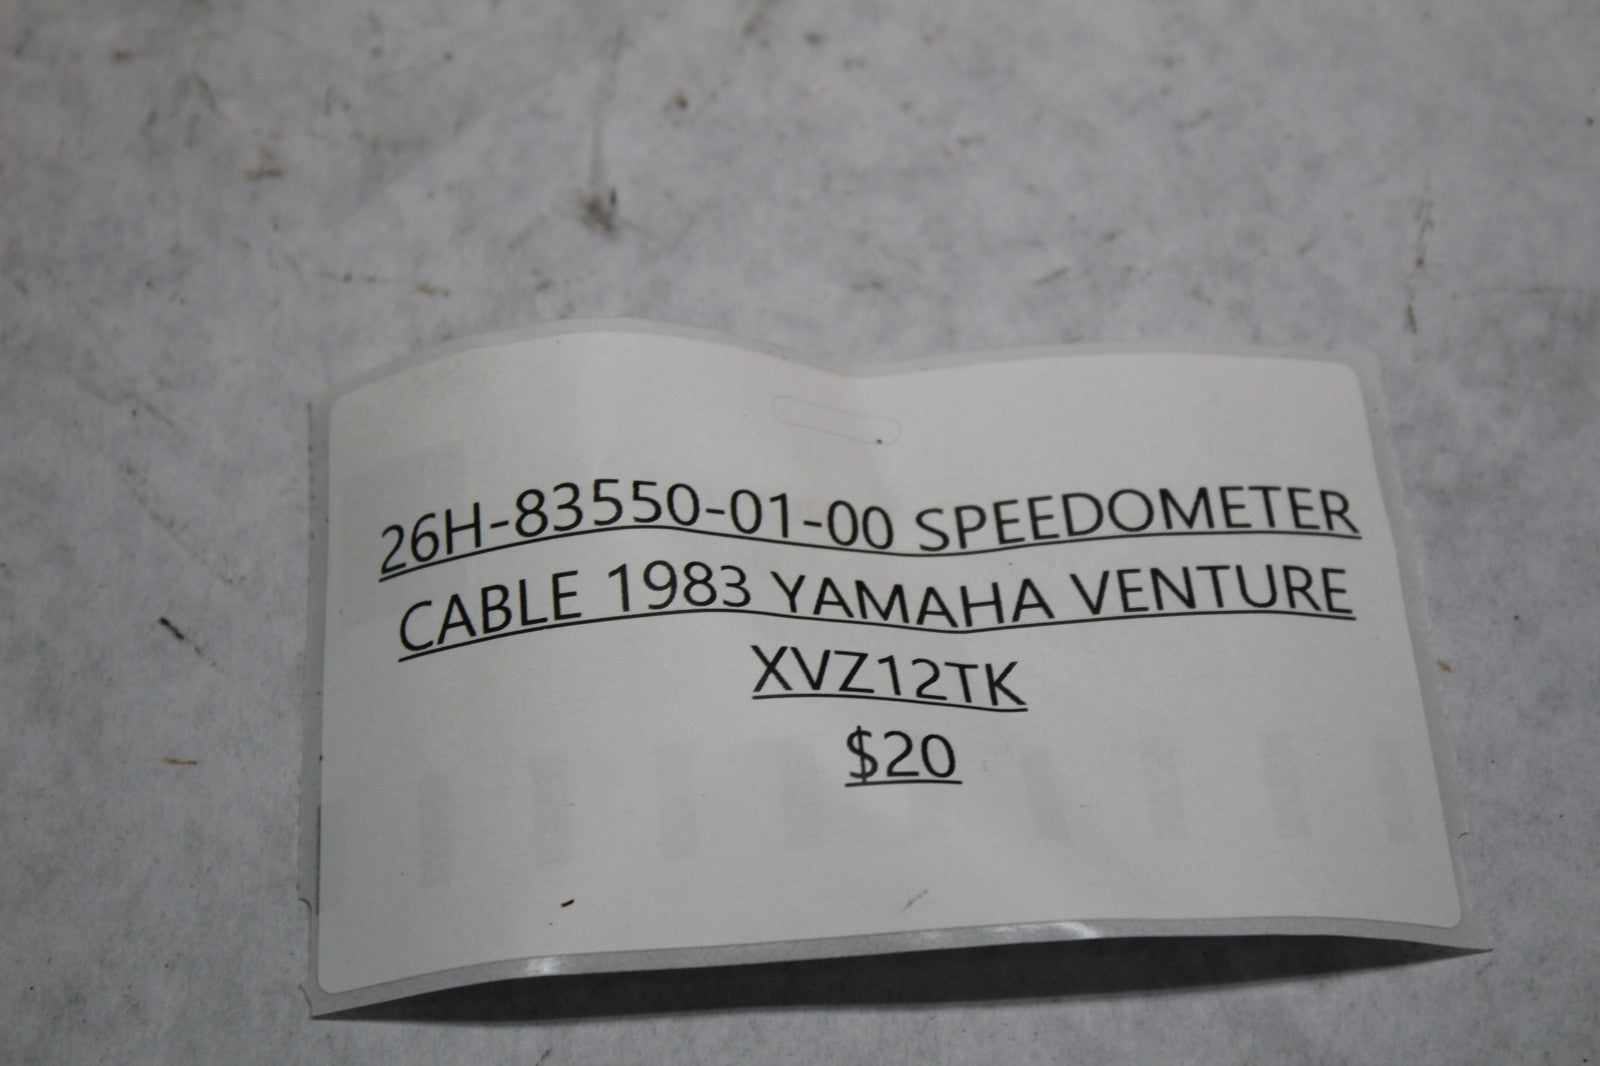 26H-83550-01-00 SPEEDOMETER
CABLE 1983 YAMAHA VENTURE
XVZ12TK
$20